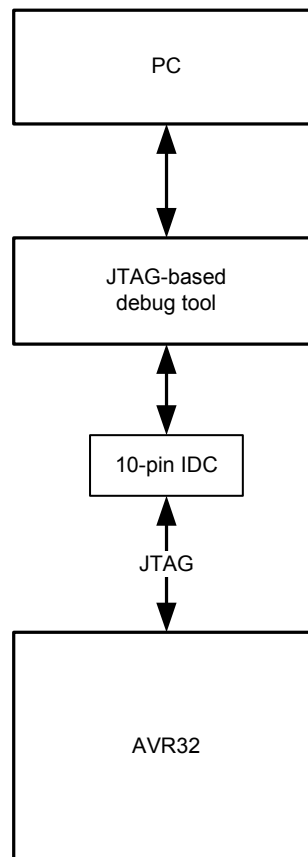 PC
JTAG-based
debug tool
10-pin IDC
JTAG
AVR32